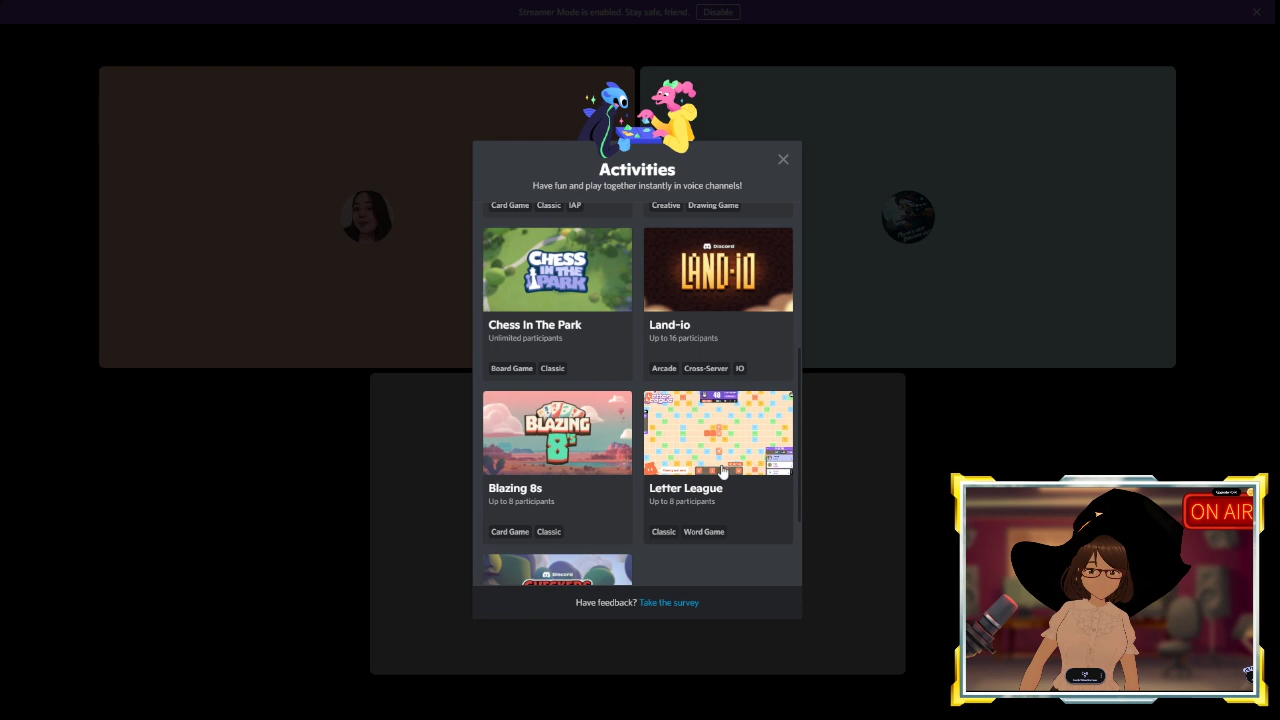 Streamer Mode is enabled. Stay safe, friend. Disable
Activities
Have fun and play together instantly in voice channels!
Card Game Classic IAP
Creative Drawing Game
CHESS IN THE PARK
Discord
LAND-IO
Chess In The Park
Unlimited participants
Board Game Classic
Land-io
Up to 16 participants
Arcade Cross-Server IO
BLAZING 8's
Blazing 8s
Up to 8 participants
Card Game Classic
Letter League
Up to 8 participants
Classic Word Game
Discord
CHECKERS
Have feedback? Take the survey
ON AIR